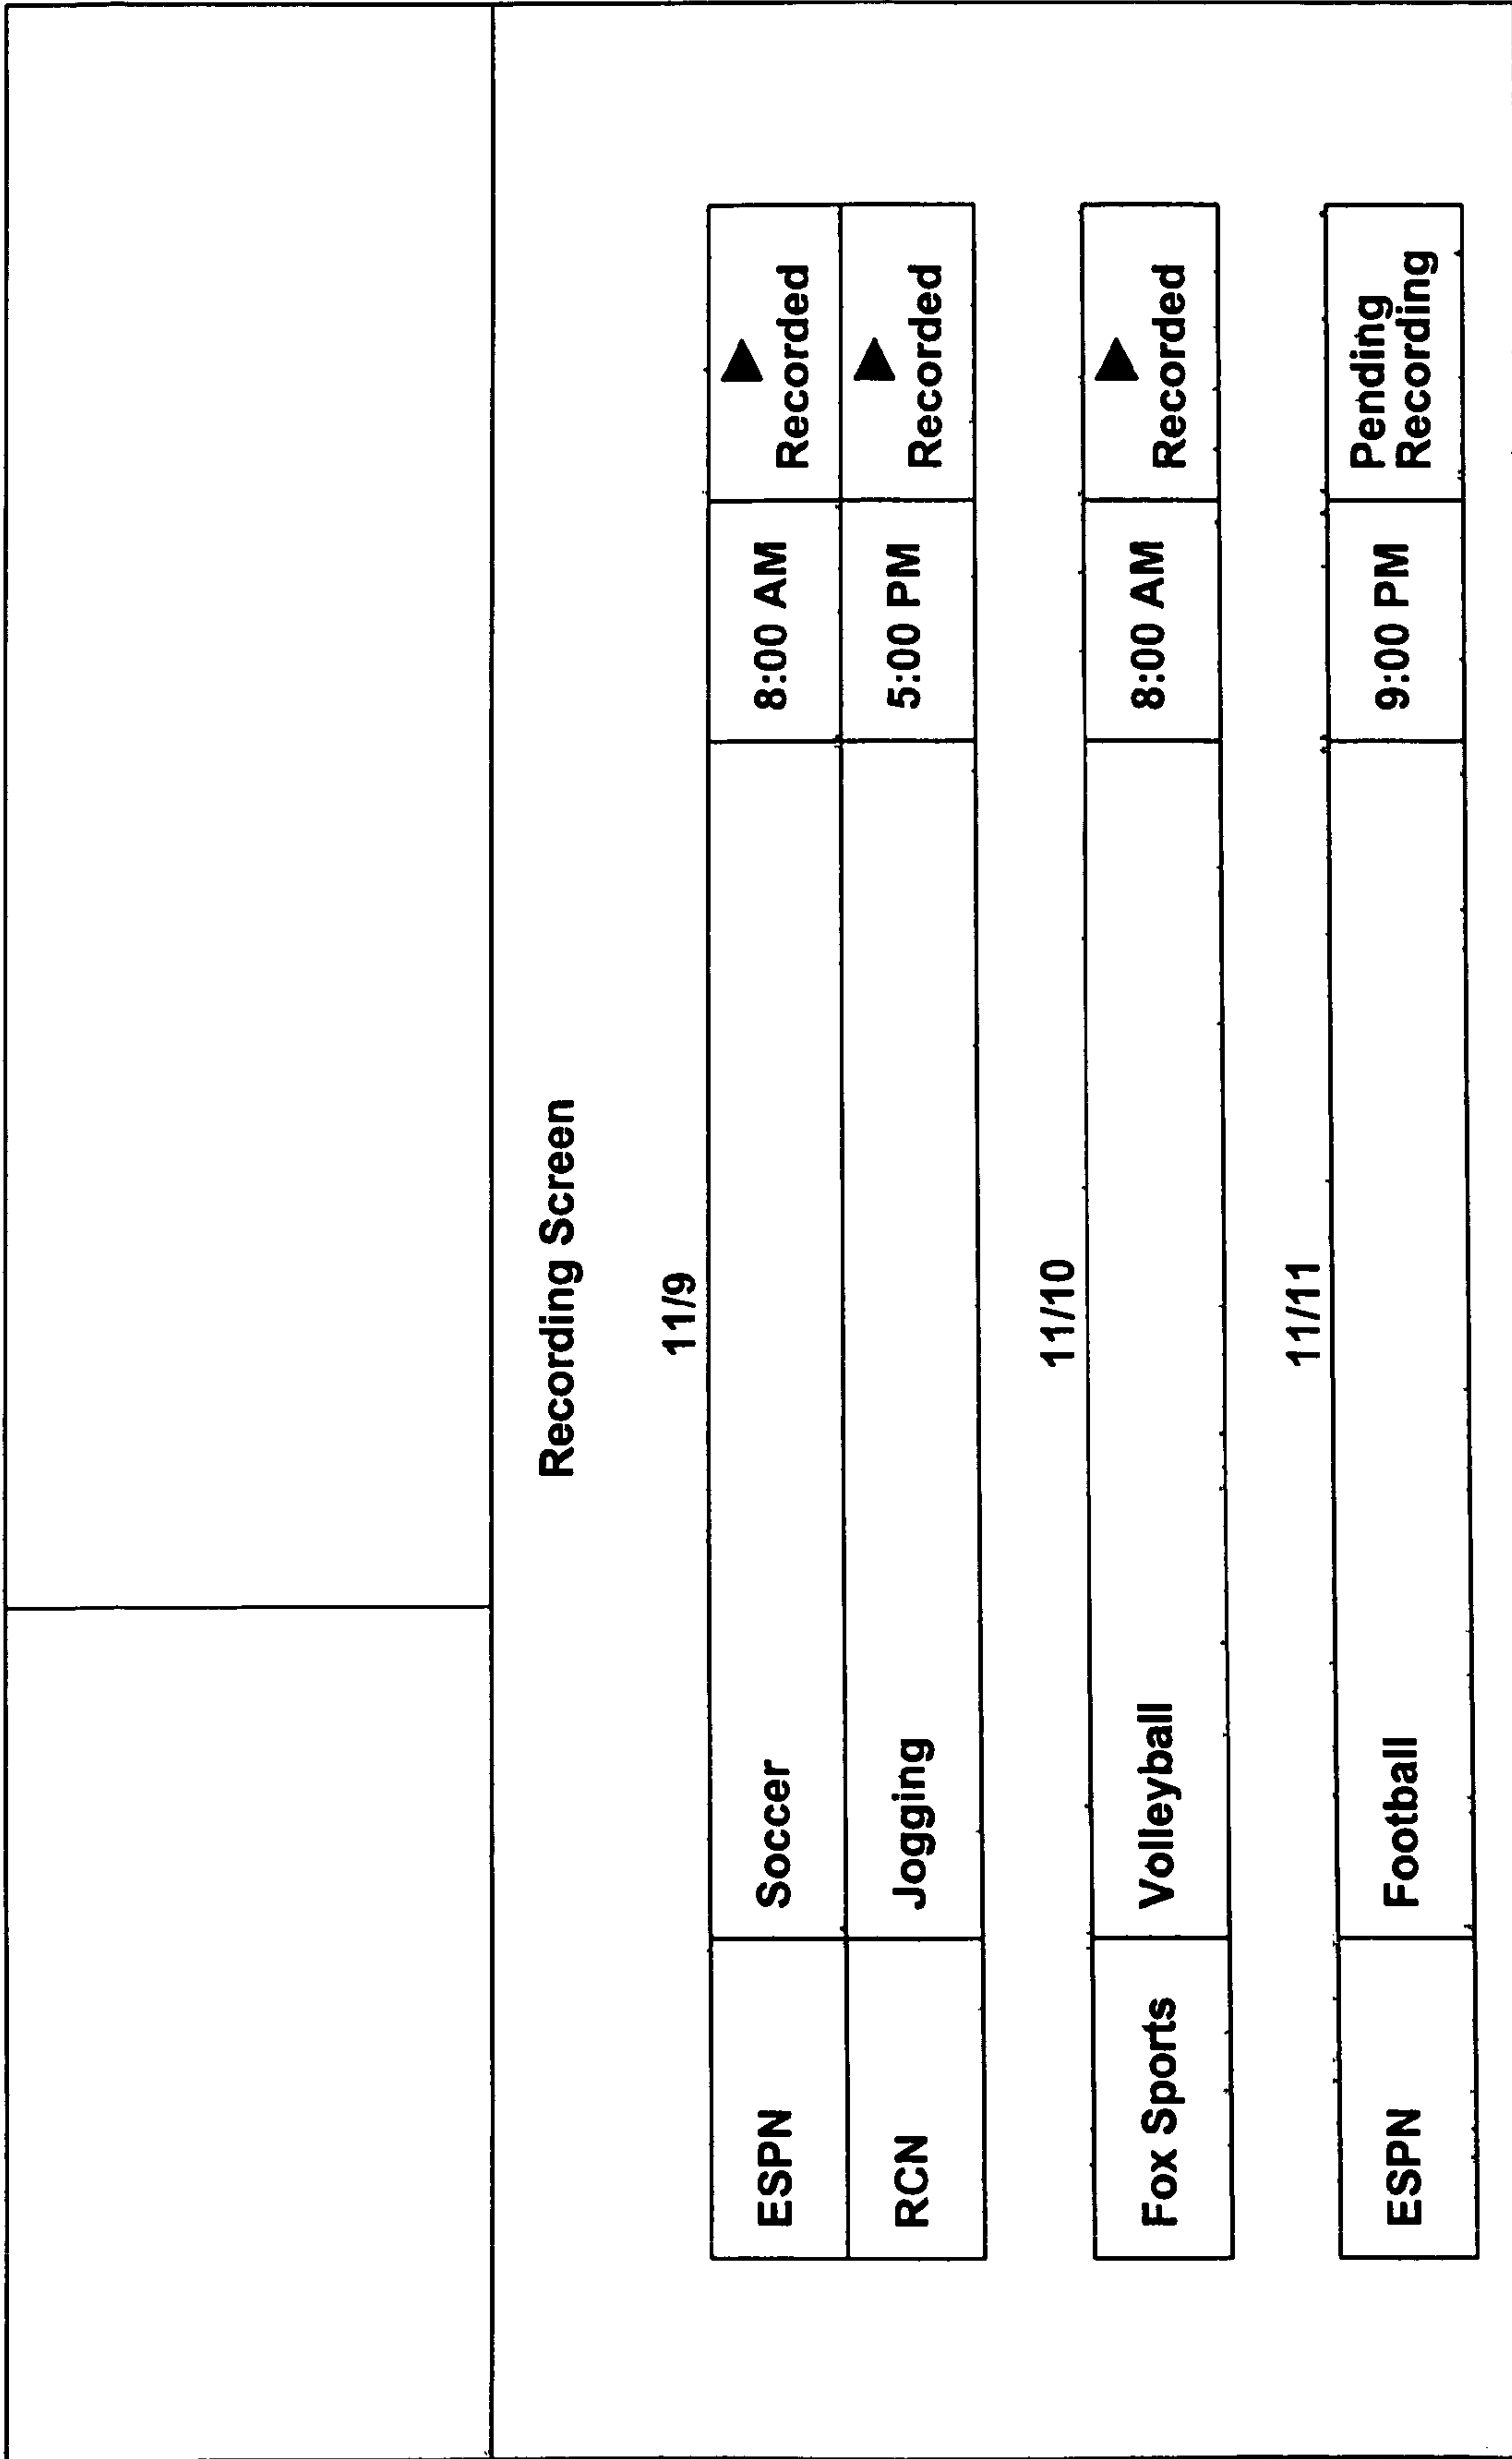 Recording Screen
11/9
ESPN Soccer 8:00 AM Recorded
RCN Jogging 5:00 PM Recorded
11/10
Fox Sports Volleyball 8:00 AM Recorded
11/11
ESPN Football 9:00 PM Pending
Recording